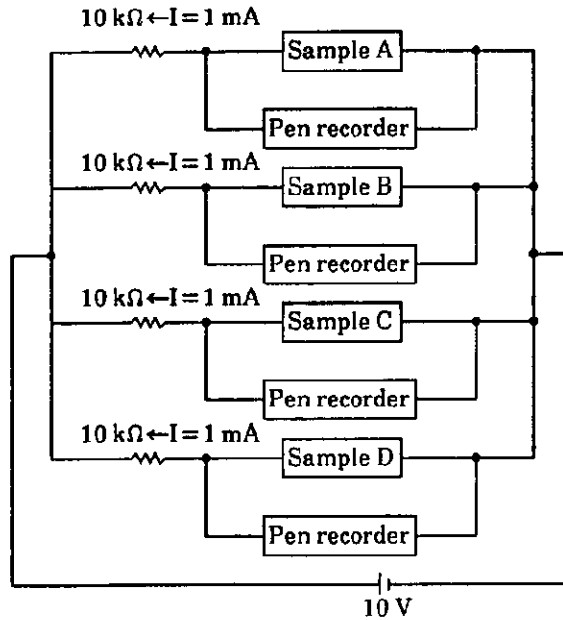 10 kΩ←I = 1 mA
Sample A
Pen recorder
10 kΩ←I = 1 mA
Sample B
Pen recorder
10 kΩ←I = 1 mA
Sample C
Pen recorder
10 kΩ←I = 1 mA
Sample D
Pen recorder
10 V